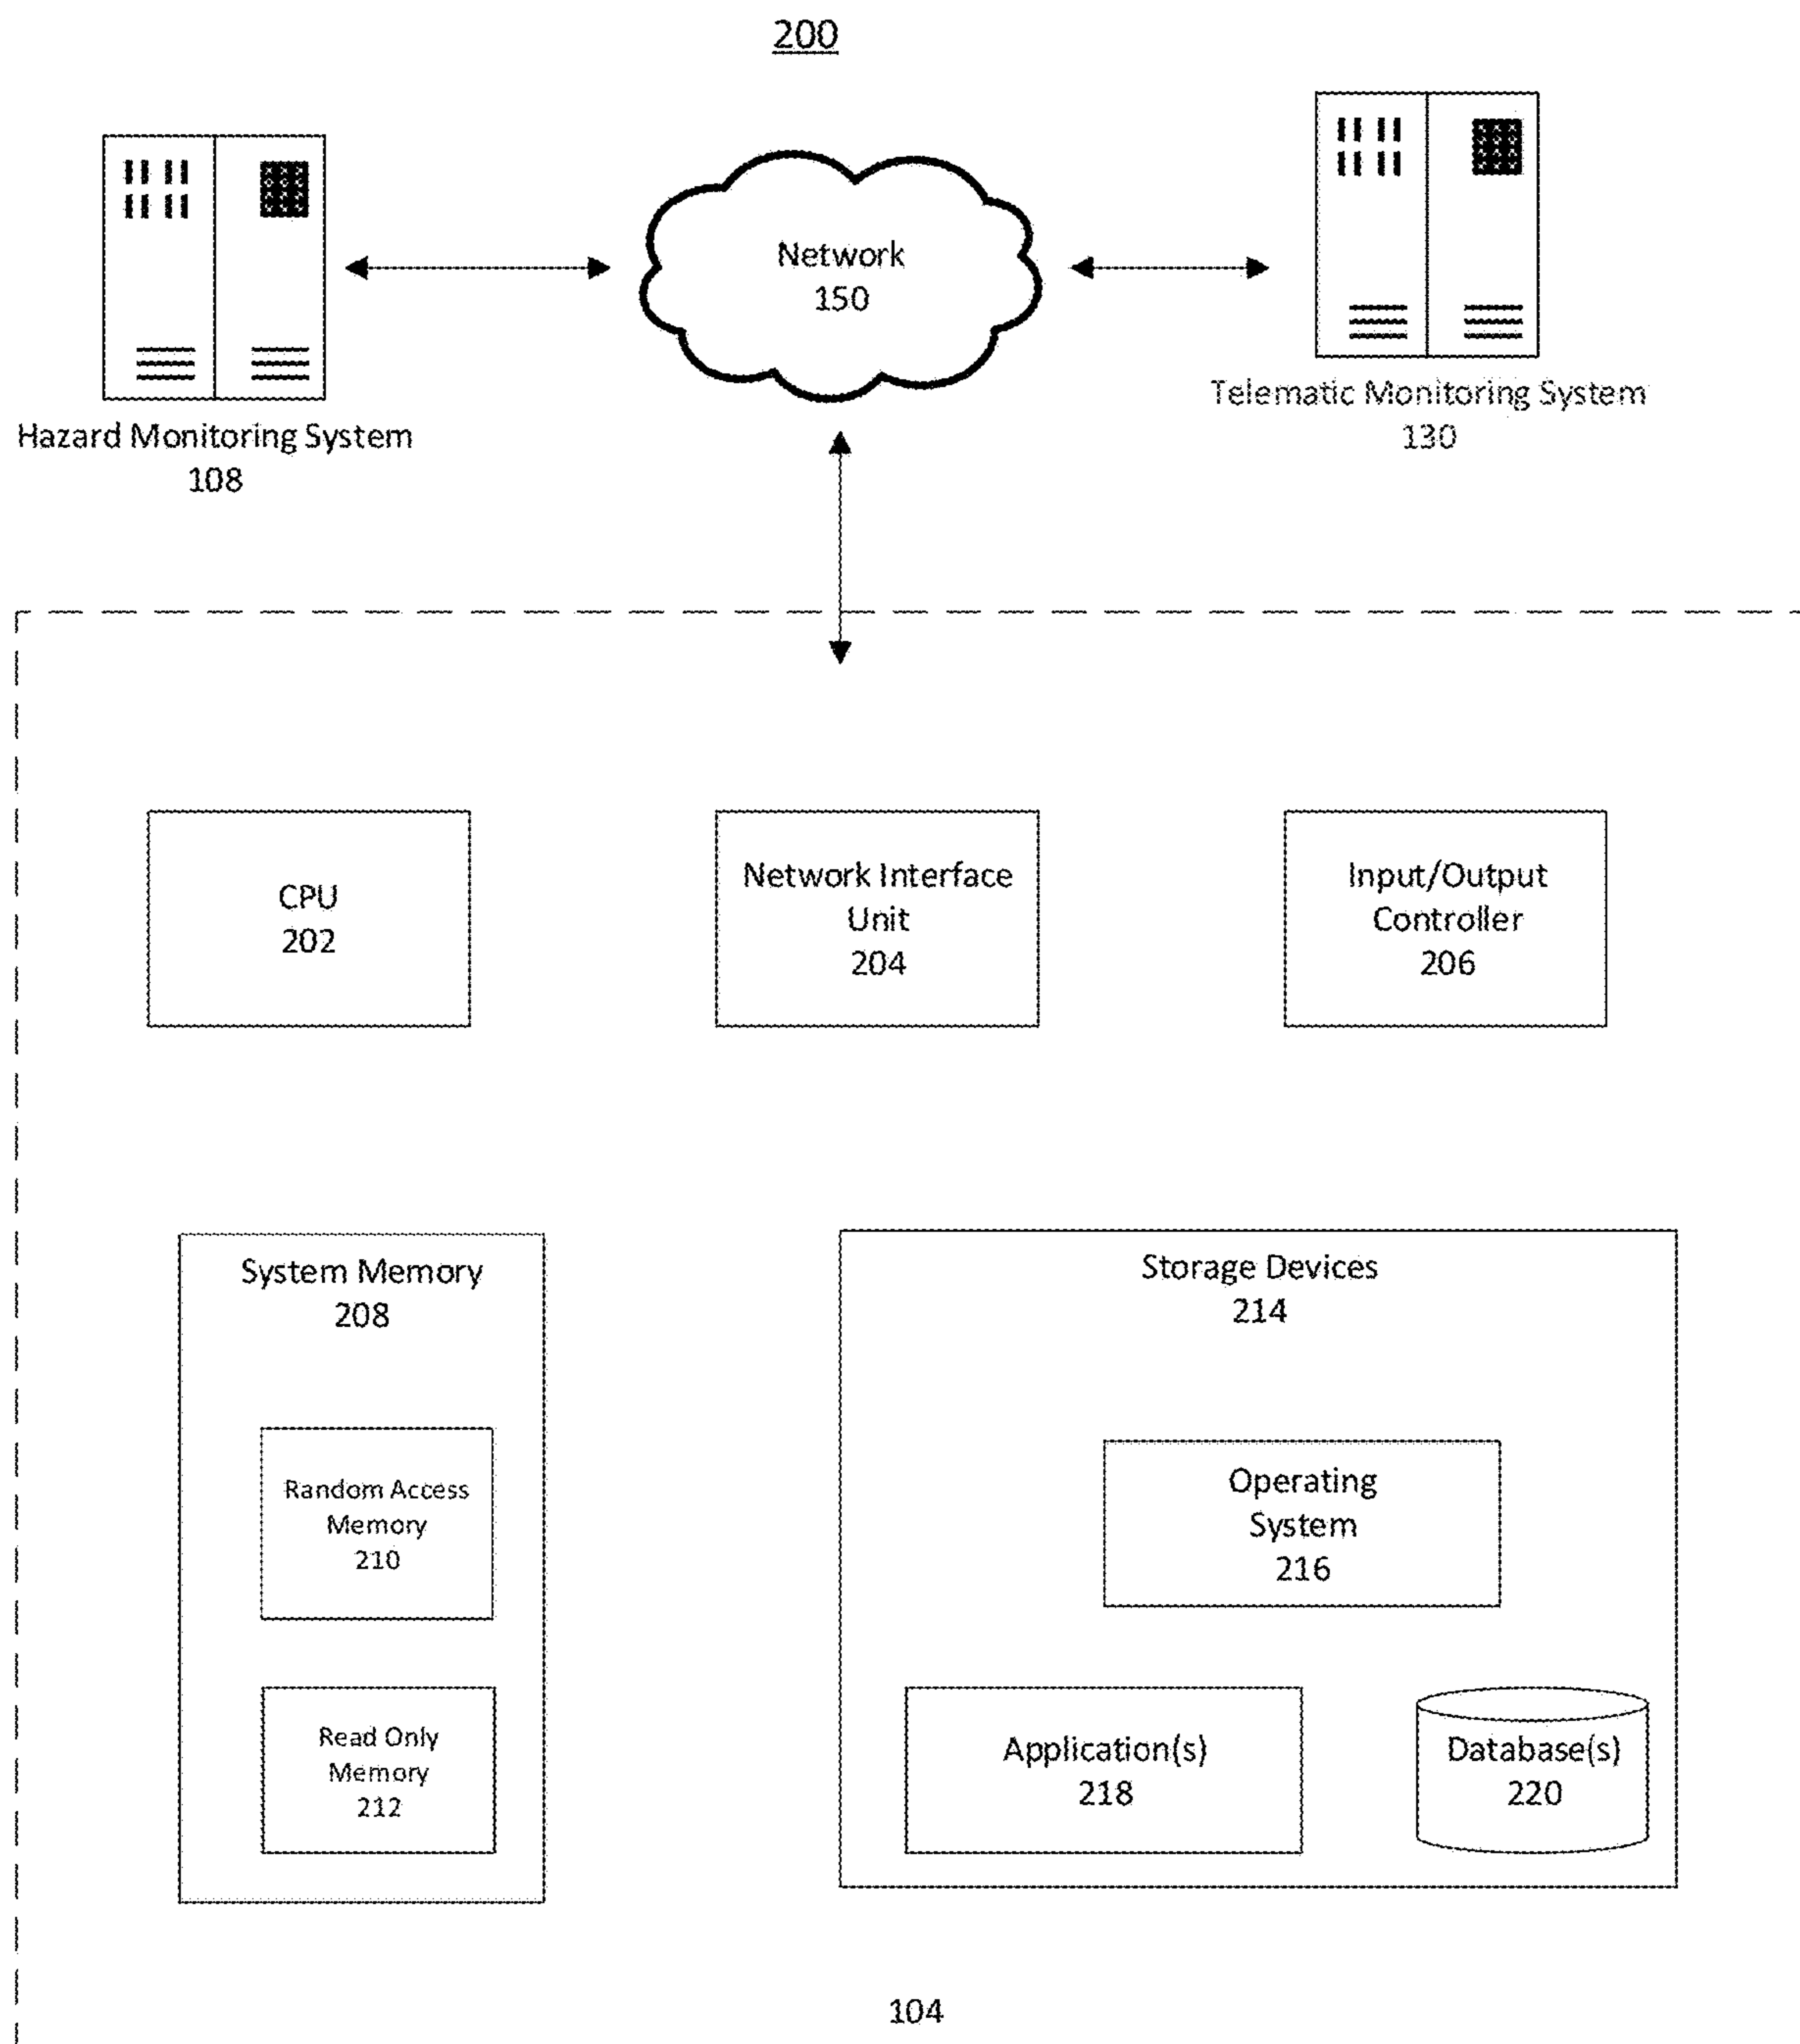 200
Network
150
Hazard Monitoring System
108
Telematic Monitoring System
130
CPU
202
Network Interface
Unit
204
Input/Output
Controller
206
System Memory
208
Random Access
Memory
210
Read Only
Memory
212
Storage Devices
214
Operating
System
216
Application(s)
218
Database(s)
220
104